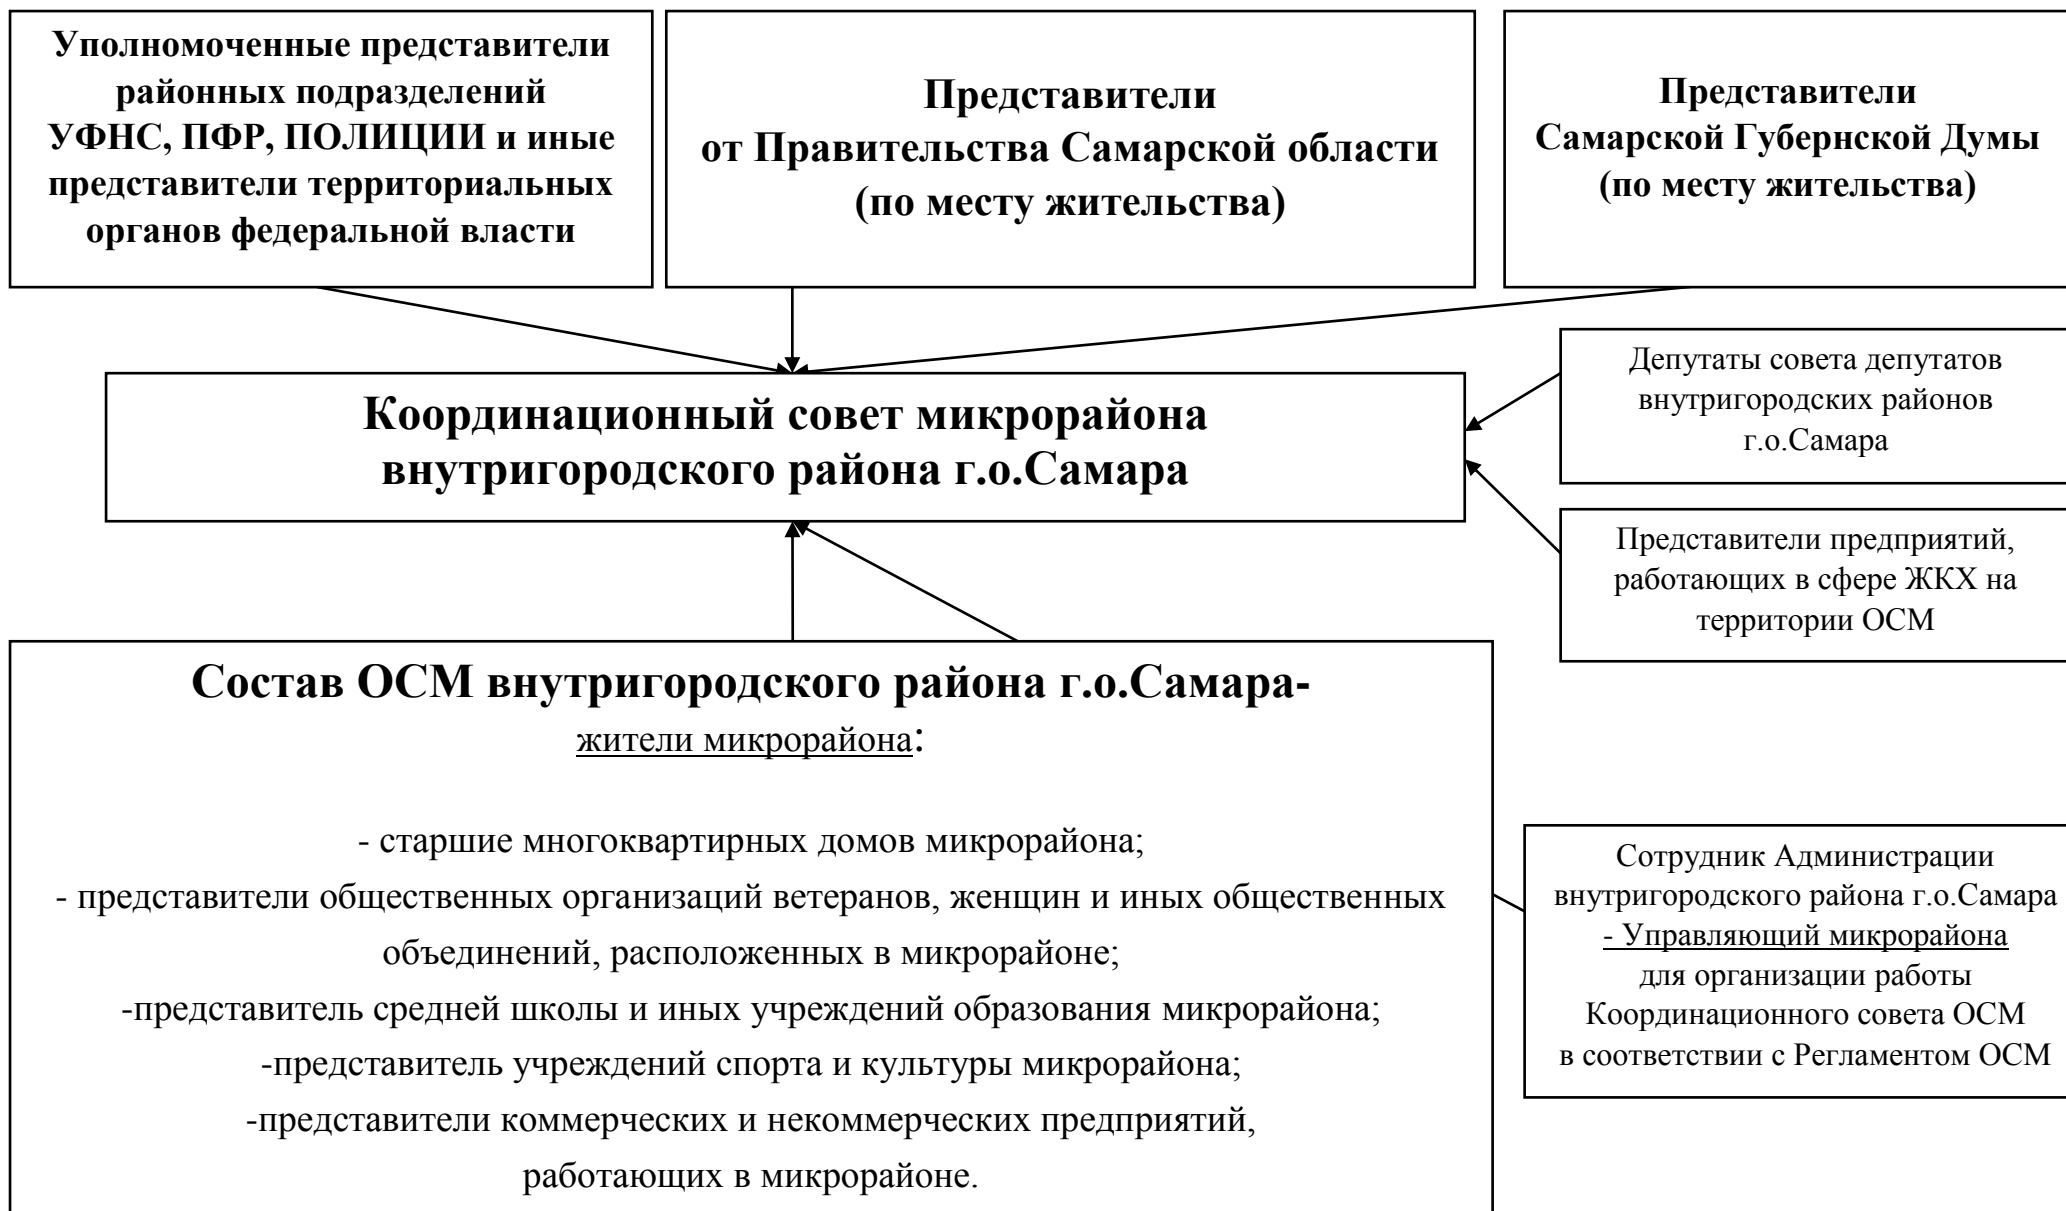 Уполномоченные представители
районных подразделений
УФНС, ПФР, ПОЛИЦИИ и иные
представители территориальных
органов федеральной власти
Представители
от Правительства Самарской области
(по месту жительства)
Представители
Самарской Губернской Думы
(по месту жительства)
Координационный совет микрорайона
внутригородского района г.о.Самара
Депутаты совета депутатов
внутригородских районов
г.о.Самара
Представители предприятий,
работающих в сфере ЖКХ на
территории ОСМ
Состав ОСМ внутригородского района г.о.Самара-
жители микрорайона:
- старшие многоквартирных домов микрорайона;
- представители общественных организаций ветеранов, женщин и иных общественных
объединений, расположенных в микрорайоне;
-представитель средней школы и иных учреждений образования микрорайона;
-представитель учреждений спорта и культуры микрорайона;
-представители коммерческих и некоммерческих предприятий,
работающих в микрорайоне.
Сотрудник Администрации
внутригородского района г.о.Самара
- Управляющий микрорайона
для организации работы
Координационного совета ОСМ
в соответствии с Регламентом ОСМ